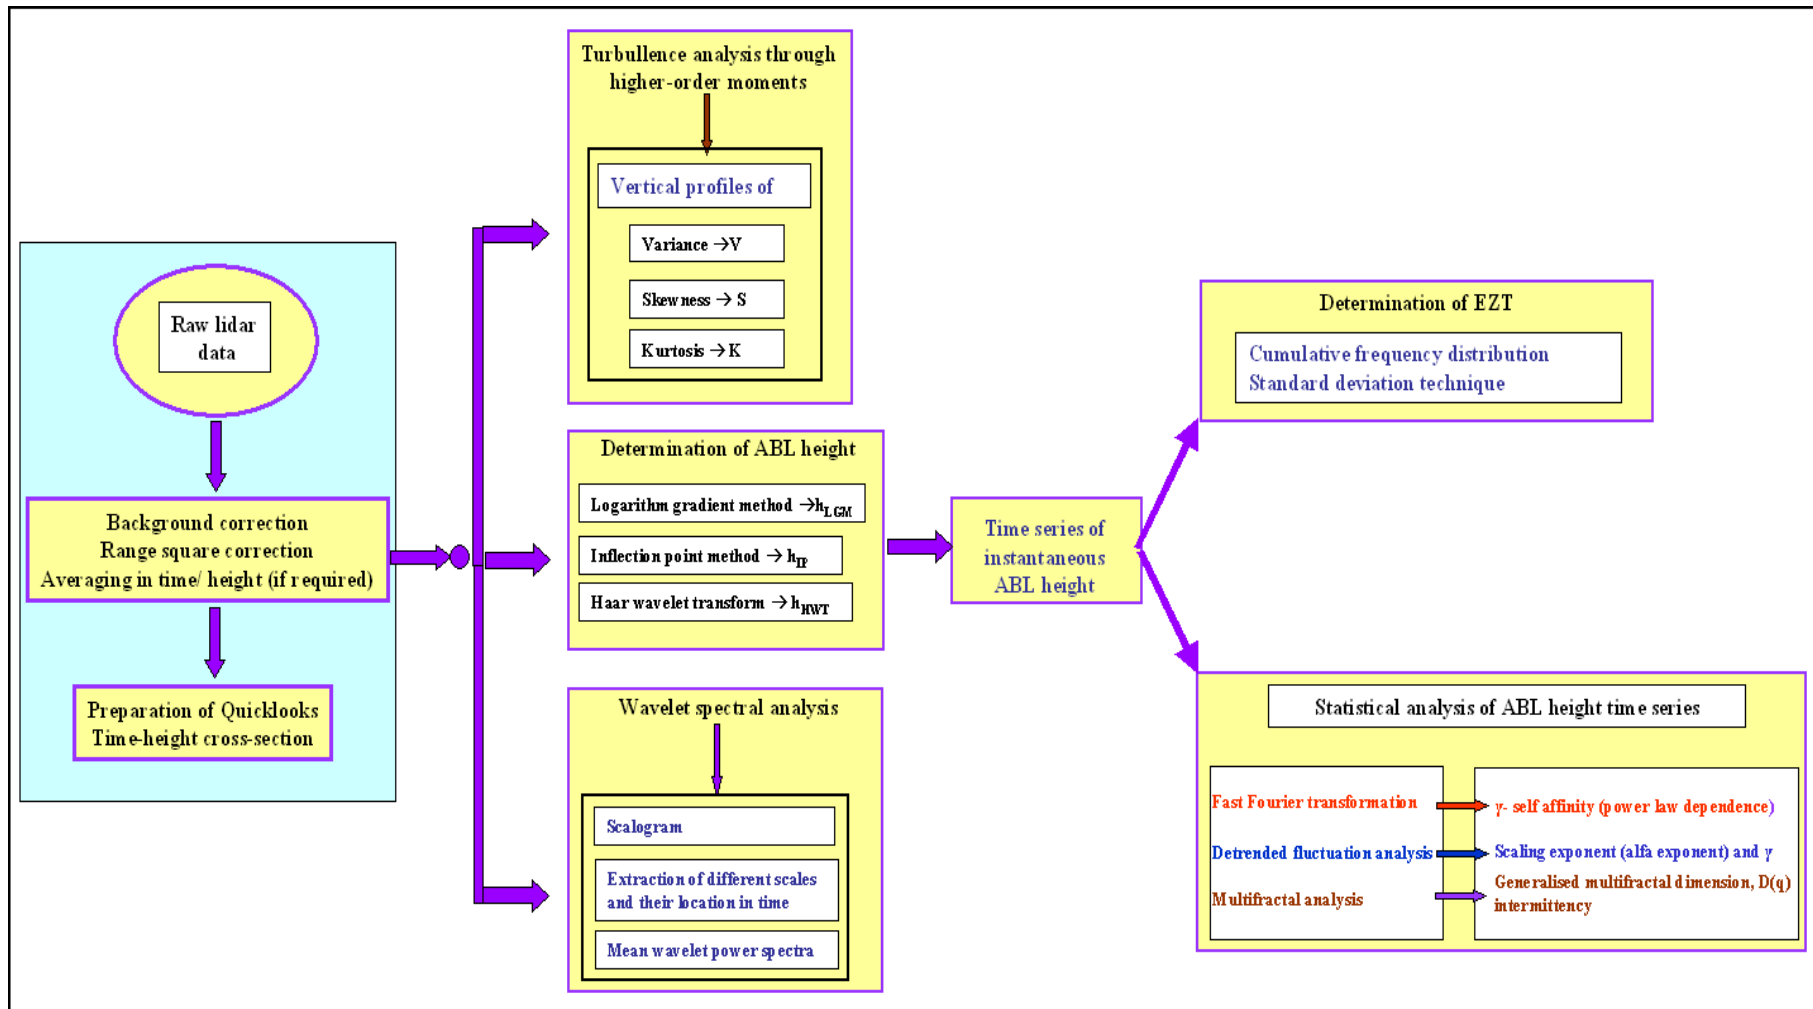 Raw lidar
data
Background correction
Range square correction
Averaging in time/ height (if required)
Preparation of Quicklooks
Time-height cross-section
Turbullence analysis through
higher-order moments
Vertical profiles of
Variance →V
Skewness → S
Kurtosis → K
Determination of ABL height
Logarithm gradient method →hLGM
Inflection point method → hIP
Haar wavelet transform → hHWT
Wavelet spectral analysis
Scalogram
Extraction of different scales
and their location in time
Mean wavelet power spectra
Time series of
instantaneous
ABL height
Determination of EZT
Cumulative frequency distribution
Standard deviation technique
Statistical analysis of ABL height time series
Fast Fourier transformation
γ- self affinity (power law dependence)
Detrended fluctuation analysis
Scaling exponent (alfa exponent) and γ
Multifractal analysis
Generalised multifractal dimension, D(q)
intermittency